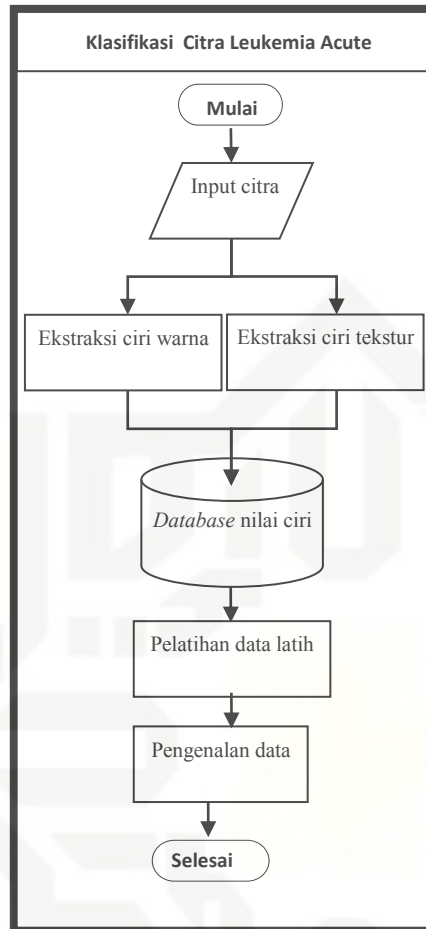 Klasifikasi Citra Leukemia Acute
Mulai
Input citra
Ekstraksi ciri warna
Ekstraksi ciri tekstur
Database nilai ciri
Pelatihan data latih
Pengenalan data
Selesai